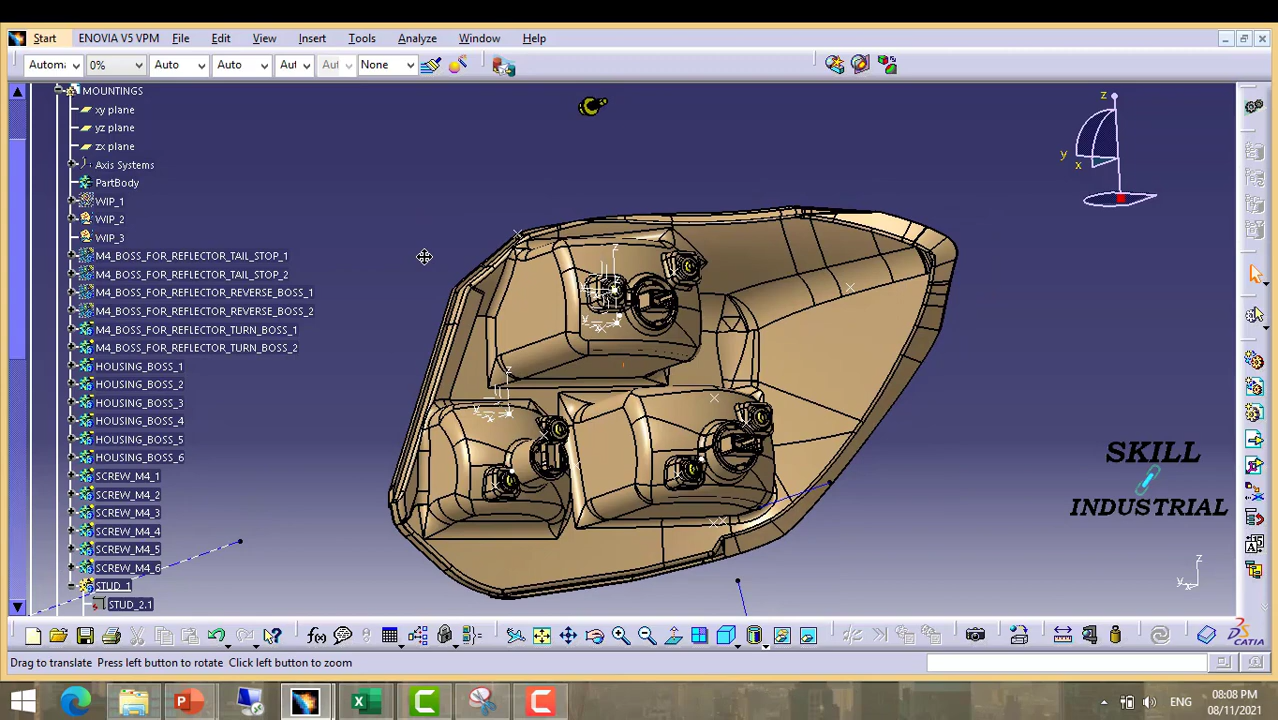 Start ENOVIA V5 VPM File Edit View Insert Tools Analyze Window Help
Automa 0% Auto Auto Aut Aut None
MOUNTINGS
xy plane
yz plane
zx plane
Axis Systems
PartBody
WIP_1
WIP_2
WIP_3
M4_BOSS_FOR_REFLECTOR_TAIL_STOP_1
M4_BOSS_FOR_REFLECTOR_TAIL_STOP_2
M4_BOSS_FOR_REFLECTOR_REVERSE_BOSS_1
M4_BOSS_FOR_REFLECTOR_REVERSE_BOSS_2
M4_BOSS_FOR_REFLECTOR_TURN_BOSS_1
M4_BOSS_FOR_REFLECTOR_TURN_BOSS_2
HOUSING_BOSS_1
HOUSING_BOSS_2
HOUSING_BOSS_3
HOUSING_BOSS_4
HOUSING_BOSS_5
HOUSING_BOSS_6
SCREW_M4_1
SCREW_M4_2
SCREW_M4_3
SCREW_M4_4
SCREW_M4_5
SCREW_M4_6
STUD_1
STUD_2.1
z
y
x
z
z
y
x
z
y
x
SKILL
INDUSTRIAL
z
y
x
f(x)
CATIA
Drag to translate Press left button to rotate Click left button to zoom
ENG
08:08 PM
08/11/2021